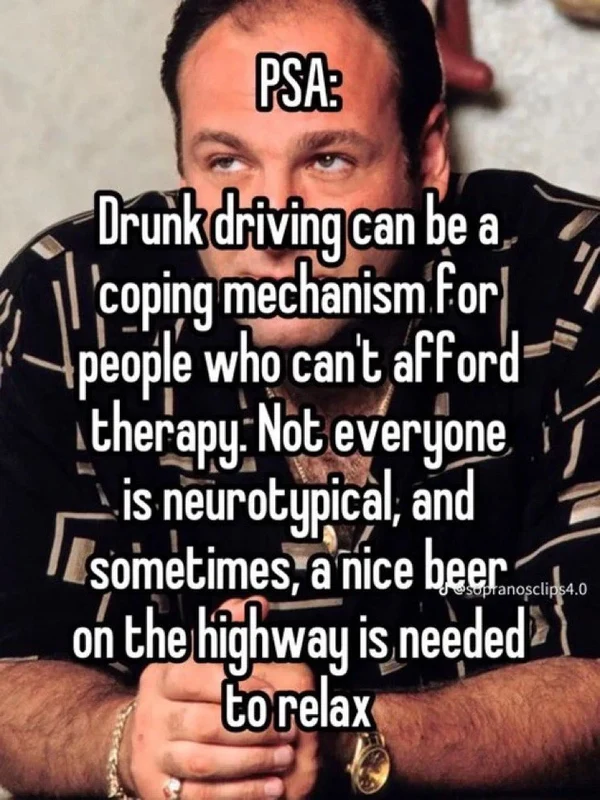 PSA:
Drunk driving can be a
coping mechanism for
people who can't afford
therapy. Not everyone
is neurotypical, and
sometimes, a nice beer
@sopranosclips4.0
on the highway is needed
to relax